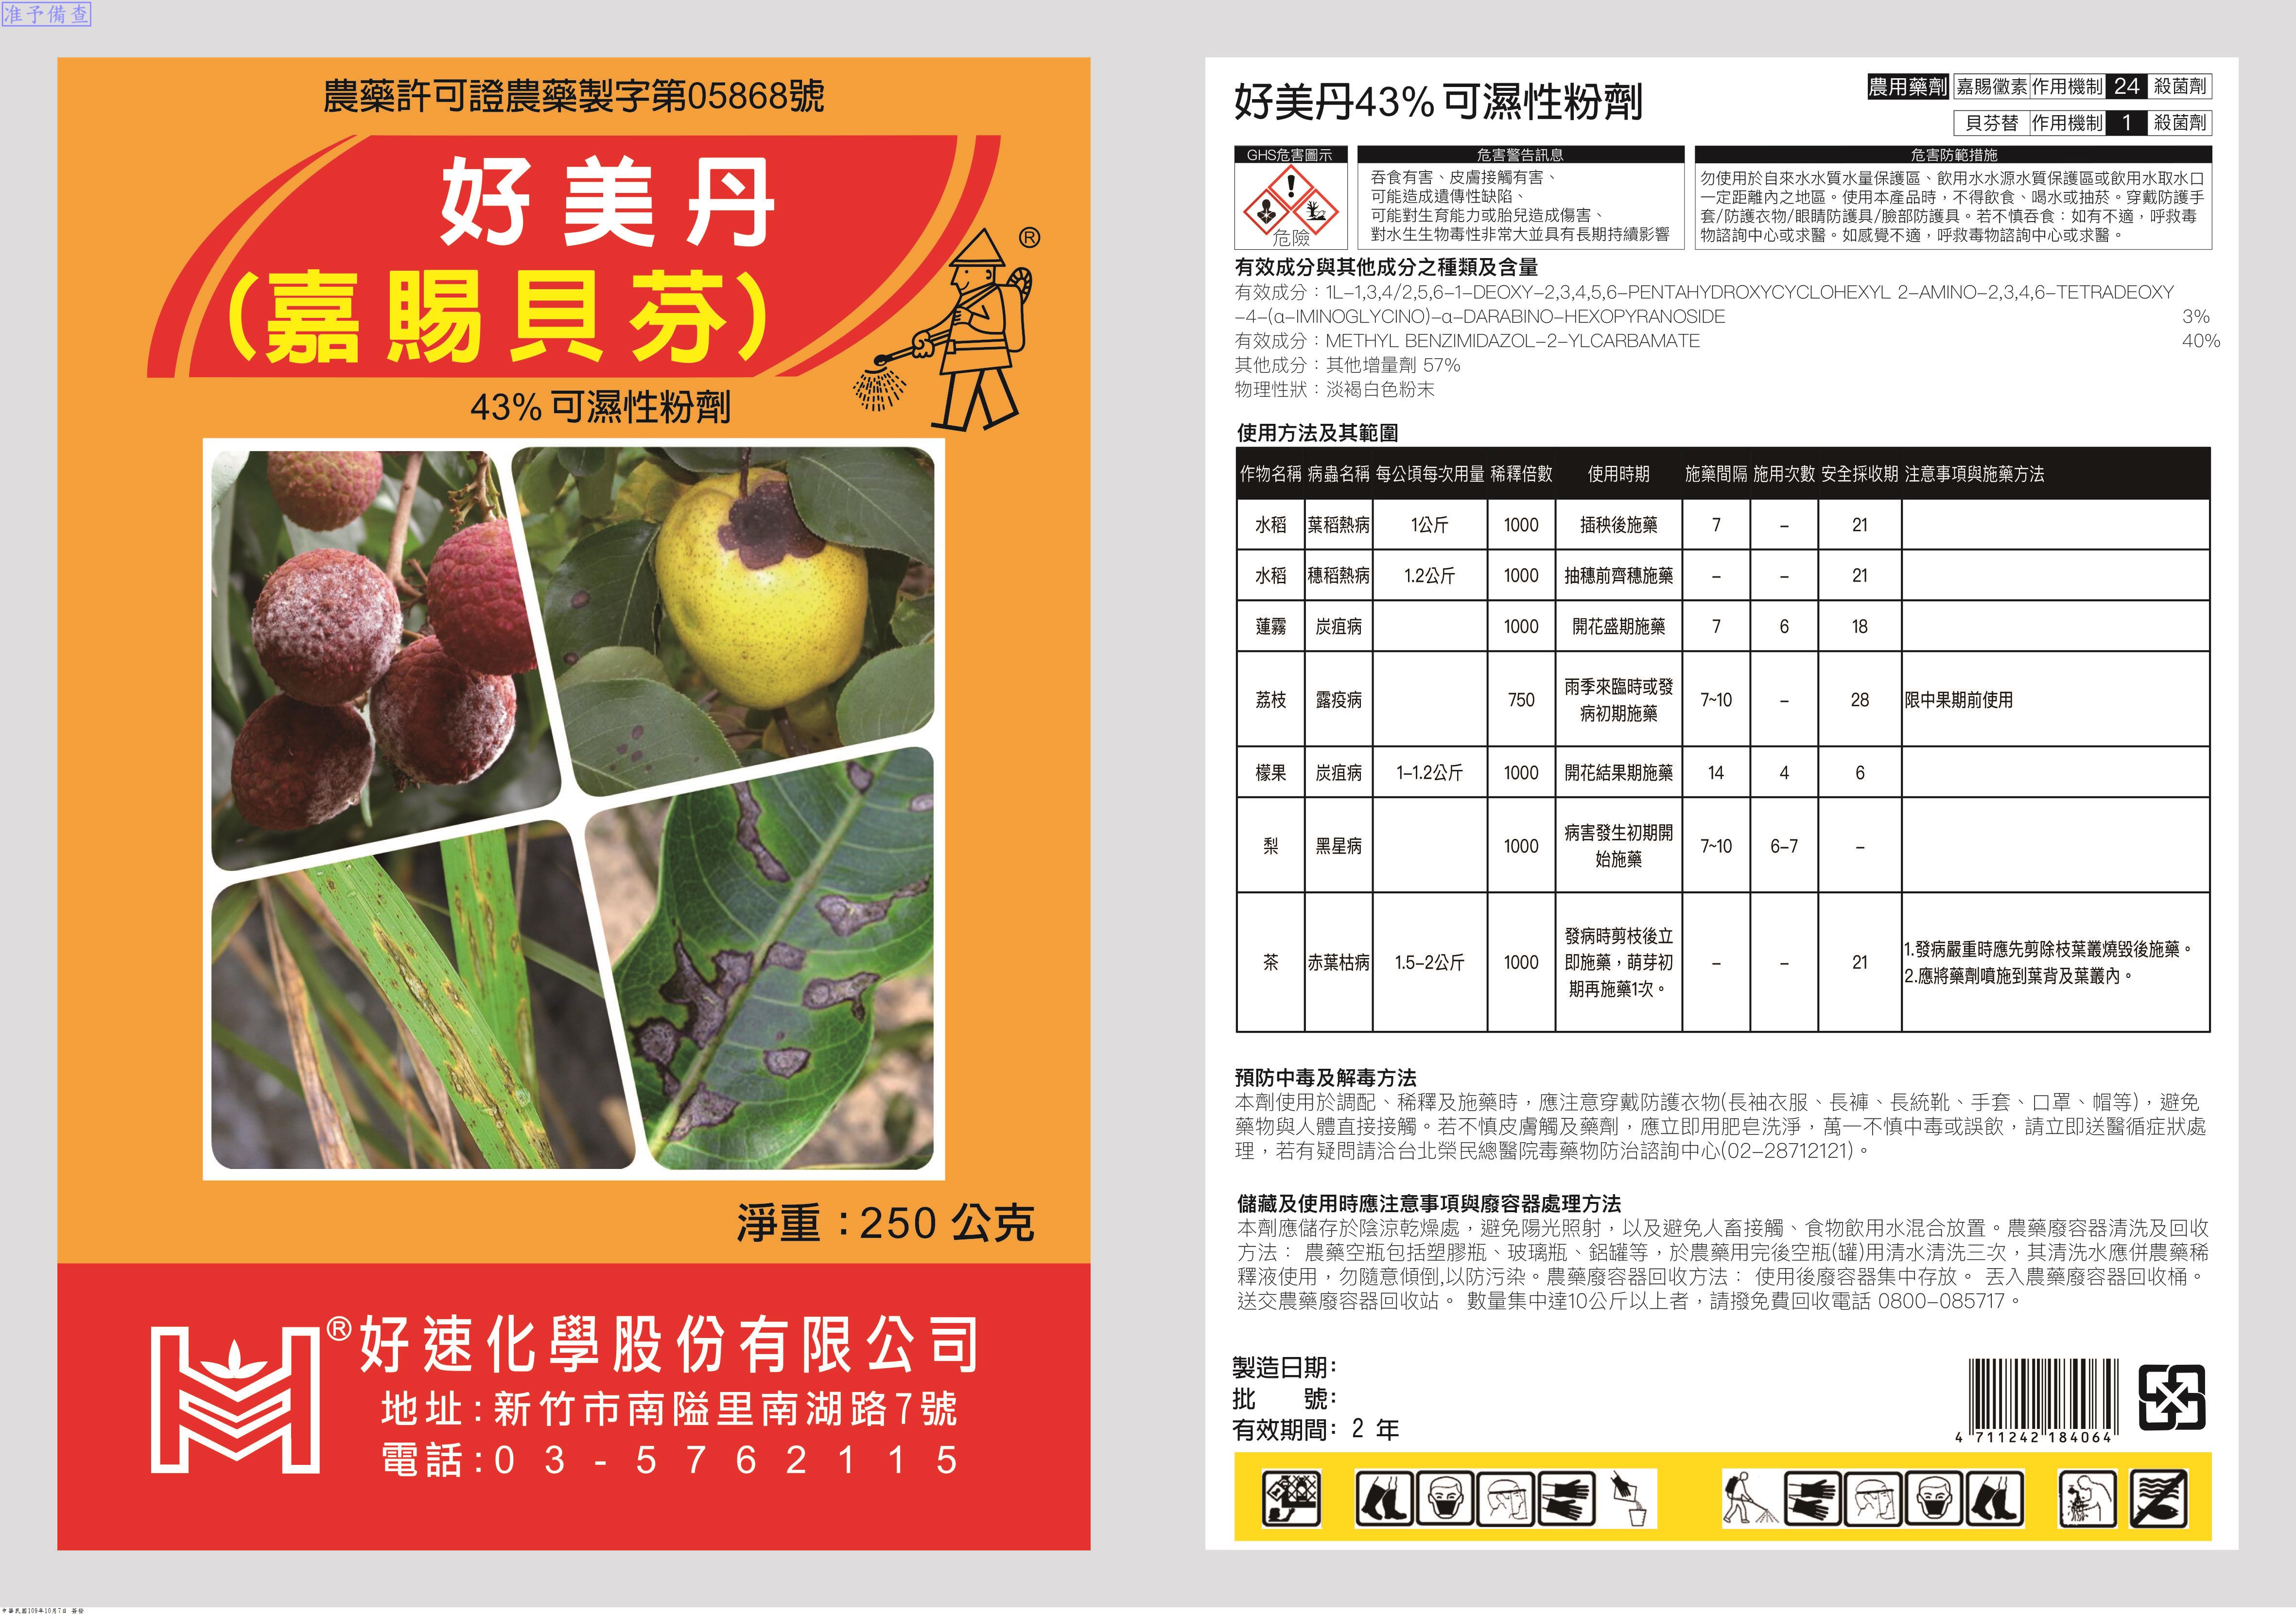 准予備查
農藥許可證農藥製字第05868號
好美丹
(嘉賜貝芬)
®
43% 可濕性粉劑
淨重:250 公克
®
好速化學股份有限公司
地址:新竹市南隘里南湖路7號
電話:03-5762115
好美丹43% 可濕性粉劑
農用藥劑 嘉賜黴素 作用機制 24 殺菌劑
貝芬替 作用機制 1 殺菌劑
GHS危害圖示
危險
危害警告訊息
吞食有害、皮膚接觸有害、
可能造成遺傳性缺陷、
可能對生育能力或胎兒造成傷害、
對水生生物毒性非常大並具有長期持續影響
危害防範措施
勿使用於自來水水質水量保護區、飲用水水源水質保護區或飲用水取水口
一定距離內之地區。使用本產品時,不得飲食、喝水或抽菸。穿戴防護手
套/防護衣物/眼睛防護具/臉部防護具。若不慎吞食:如有不適,呼救毒
物諮詢中心或求醫。如感覺不適,呼救毒物諮詢中心或求醫。
有效成分與其他成分之種類及含量
有效成分:1L-1,3,4/2,5,6-1-DEOXY-2,3,4,5,6-PENTAHYDROXYCYCLOHEXYL 2-AMINO-2,3,4,6-TETRADEOXY
-4-(α-IMINOGLYCINO)-α-DARABINO-HEXOPYRANOSIDE 3%
有效成分:METHYL BENZIMIDAZOL-2-YLCARBAMATE 40%
其他成分:其他增量劑 57%
物理性狀:淡褐白色粉末
使用方法及其範圍
作物名稱 病蟲名稱 每公頃每次用量 稀釋倍數 使用時期 施藥間隔 施用次數 安全採收期 注意事項與施藥方法
水稻 葉稻熱病 1公斤 1000 插秧後施藥 7 - 21
水稻 穗稻熱病 1.2公斤 1000 抽穗前齊穗施藥 - - 21
蓮霧 炭疽病 1000 開花盛期施藥 7 6 18
荔枝 露疫病 750 雨季來臨時或發
病初期施藥 7~10 - 28 限中果期前使用
檬果 炭疽病 1-1.2公斤 1000 開花結果期施藥 14 4 6
梨 黑星病 1000 病害發生初期開
始施藥 7~10 6-7 -
茶 赤葉枯病 1.5-2公斤 1000 發病時剪枝後立
即施藥,萌芽初
期再施藥1次。 - - 21
1.發病嚴重時應先剪除枝葉叢燒毀後施藥。
2.應將藥劑噴施到葉背及葉叢內。
預防中毒及解毒方法
本劑使用於調配、稀釋及施藥時,應注意穿戴防護衣物(長袖衣服、長褲、長統靴、手套、口罩、帽等),避免
藥物與人體直接接觸。若不慎皮膚觸及藥劑,應立即用肥皂洗淨,萬一不慎中毒或誤飲,請立即送醫循症狀處
理,若有疑問請洽台北榮民總醫院毒藥物防治諮詢中心(02-28712121)。
儲藏及使用時應注意事項與廢容器處理方法
本劑應儲存於陰涼乾燥處,避免陽光照射,以及避免人畜接觸、食物飲用水混合放置。農藥廢容器清洗及回收
方法: 農藥空瓶包括塑膠瓶、玻璃瓶、鋁罐等,於農藥用完後空瓶(罐)用清水清洗三次,其清洗水應併農藥稀
釋液使用,勿隨意傾倒,以防污染。農藥廢容器回收方法: 使用後廢容器集中存放。 丟入農藥廢容器回收桶。
送交農藥廢容器回收站。 數量集中達10公斤以上者,請撥免費回收電話 0800-085717。
製造日期:
批 號:
有效期間: 2 年
4 711242 184064
中華民國109年10月7日 簽發